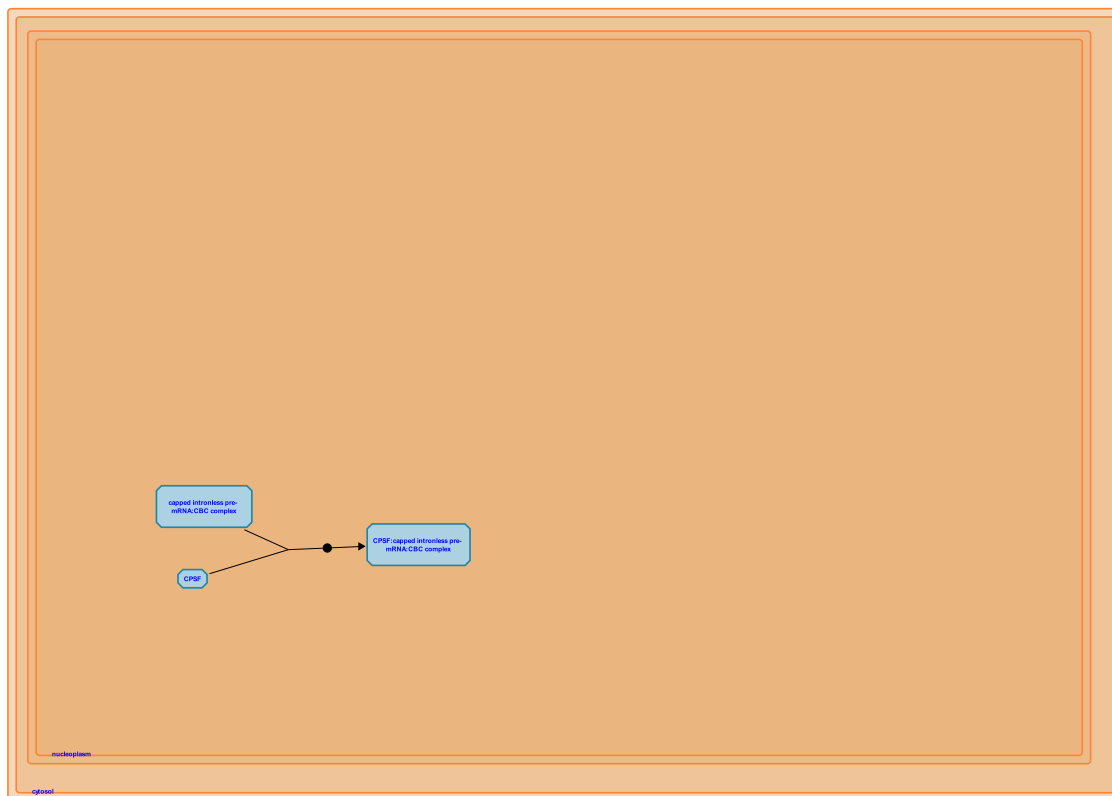 capped intronless pre-
mRNA:CBC complex
CPSF:capped intronless pre-
mRNA:CBC complex
CPSF
nucleoplasm
cytosol